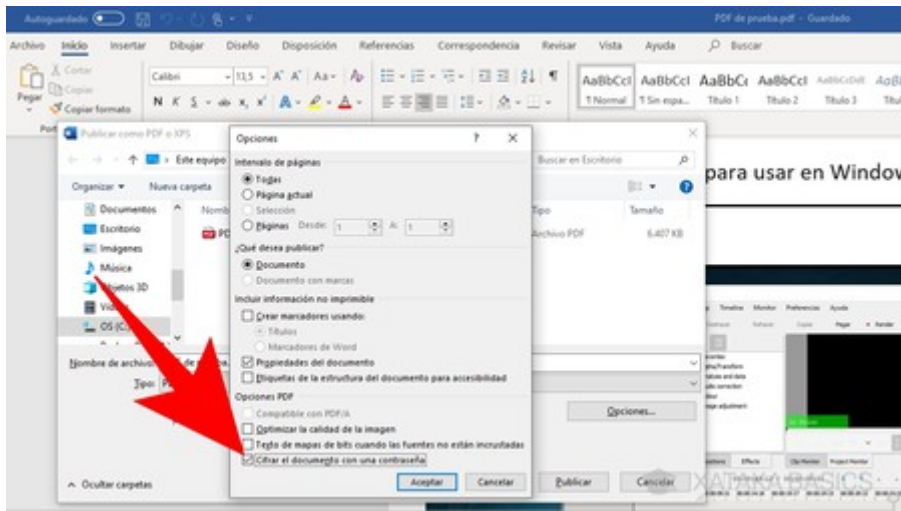 Autoguardado
PDF de prueba.pdf - Guardado
Archivo Inicio Insertar Dibujar Diseño Disposición Referencias Correspondencia Revisar Vista Ayuda Buscar
Cortar
Copiar
Pegar
Copiar formato
Calibri 11,5
N K S
AaBbCcI AaBbCcI AaBbCc AaBbCcI
1 Normal 1 Sin espa... Título 1 Título 2 Título 3
Publicar como PDF o XPS
Este equipo
Buscar en Escritorio
Organizar Nueva carpeta
Documentos
Escritorio
Imágenes
Música
Objetos 3D
OS (C:)
Tipo Tamaño
Archivo PDF 6.407 KB
Nombre de archivo:
Tipo:
Opciones...
Ocultar carpetas
Publicar Cancelar
Opciones ? X
Intervalo de páginas
Todas
Página actual
Selección
Páginas Desde: 1 A: 1
¿Qué desea publicar?
Documento
Documento con marcas
Incluir información no imprimible
Crear marcadores usando:
Títulos
Marcadores de Word
Propiedades del documento
Etiquetas de la estructura del documento para accesibilidad
Opciones PDF
Compatible con PDF/A
Optimizar la calidad de la imagen
Texto de mapas de bits cuando las fuentes no están incrustadas
Cifrar el documento con una contraseña
Aceptar Cancelar
para usar en Window
Timeline Monitor Preferencias Ayuda
XATAKA BASICS